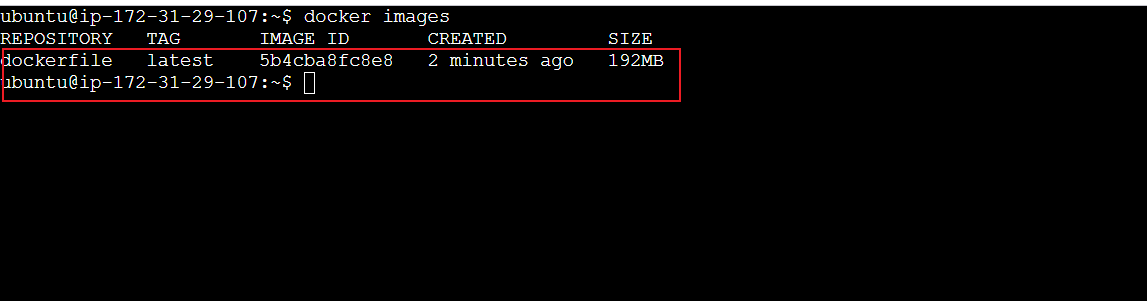 ubuntu@ip-172-31-29-107:~$ docker images
REPOSITORY   TAG       IMAGE ID       CREATED         SIZE
dockerfile   latest    5b4cba8fc8e8   2 minutes ago   192MB
ubuntu@ip-172-31-29-107:~$